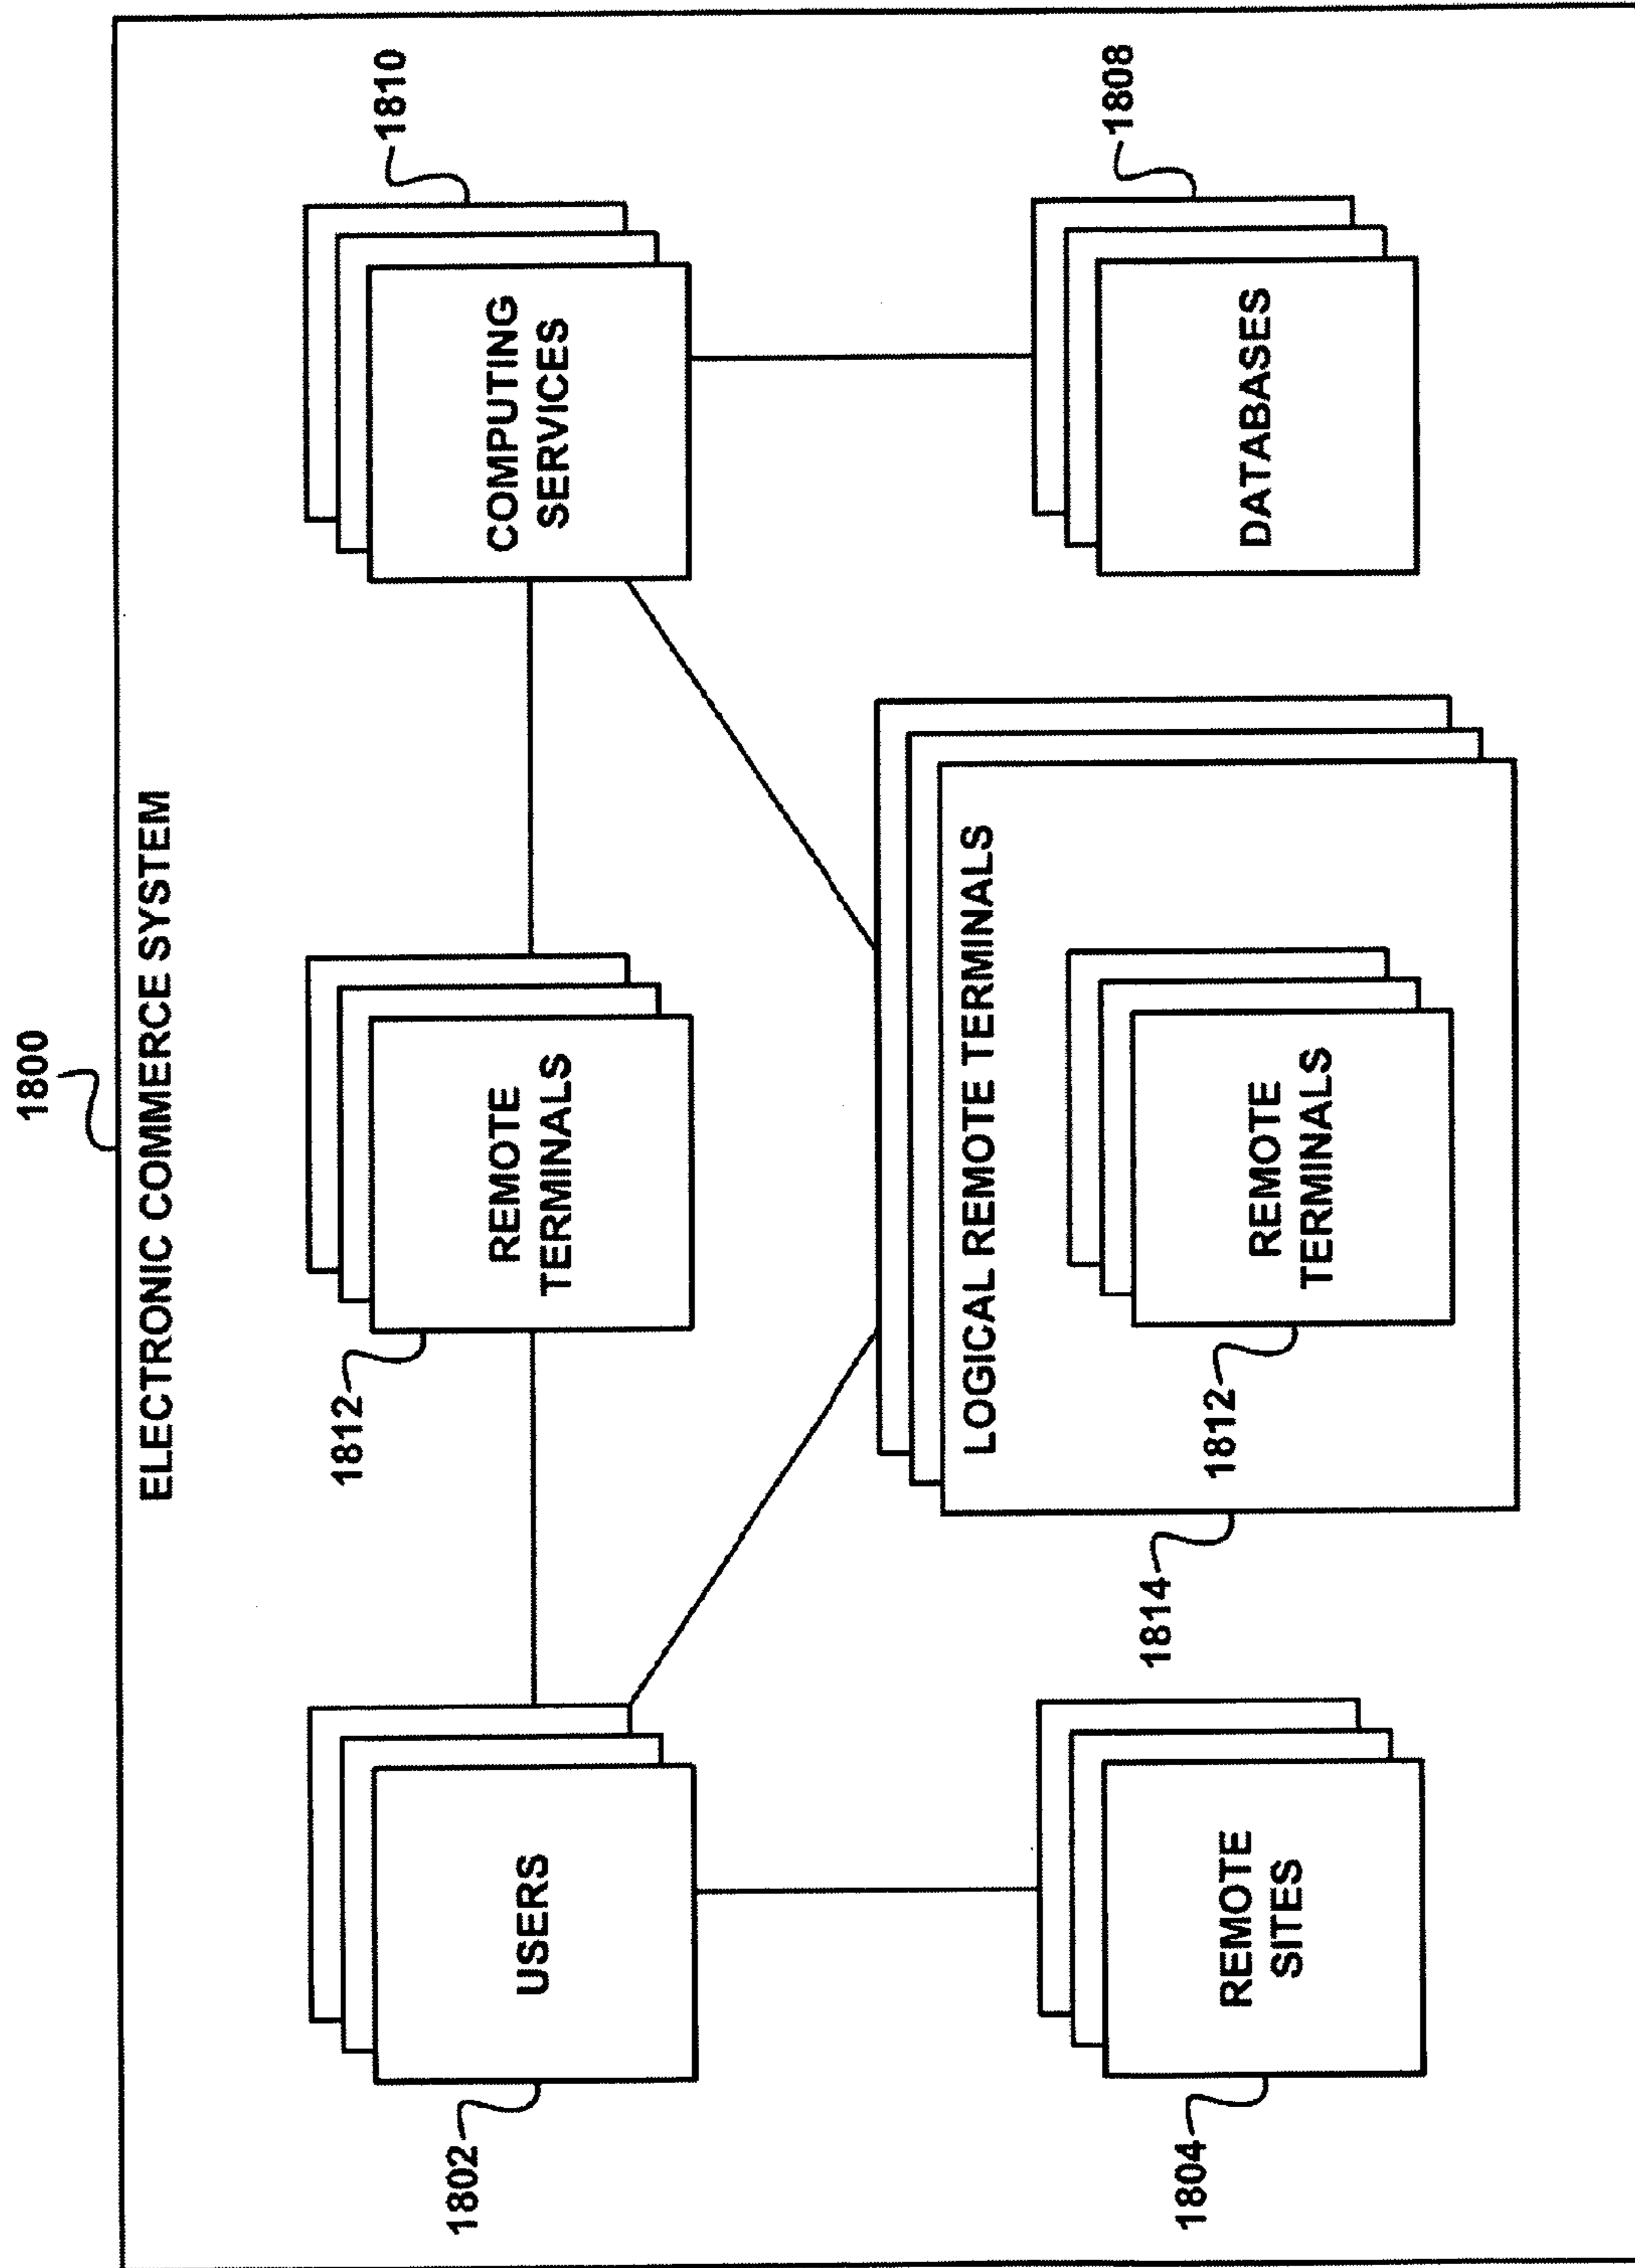 1800
ELECTRONIC COMMERCE SYSTEM
1802
USERS
1812
REMOTE
TERMINALS
1810
COMPUTING
SERVICES
1804
REMOTE
SITES
1814
LOGICAL REMOTE TERMINALS
1812
REMOTE
TERMINALS
1808
DATABASES